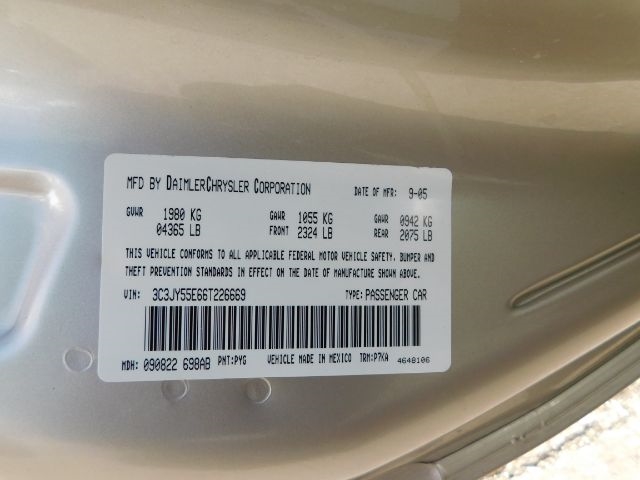 MFD BY DAIMLERCHRYSLER CORPORATION DATE OF MFR: 9-05
GVWR 1980 KG GAWR 1055 KG GAWR 0942 KG
04365 LB FRONT 2324 LB REAR 2075 LB
THIS VEHICLE CONFORMS TO ALL APPLICABLE FEDERAL MOTOR VEHICLE SAFETY, BUMPER AND
THEFT PREVENTION STANDARDS IN EFFECT ON THE DATE OF MANUFACTURE SHOWN ABOVE.
VIN: 3C3JY55E66T226669 TYPE: PASSENGER CAR
MDH: 090822 698AB PNT:PYG VEHICLE MADE IN MEXICO TRM:P7KA 4648106